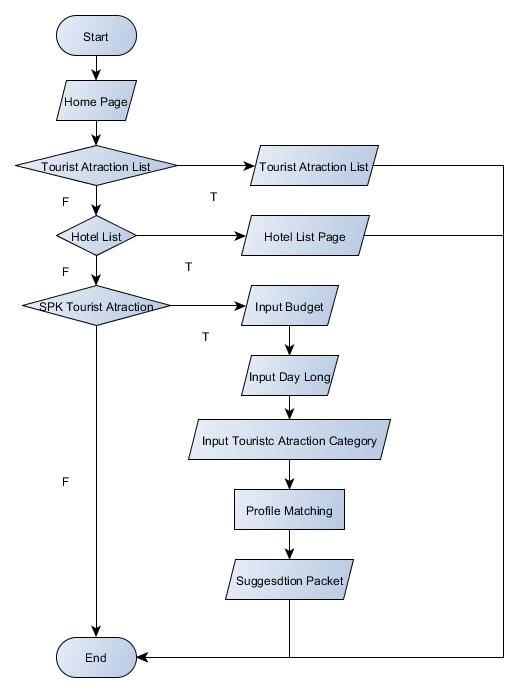 Start
Home Page
Tourist Atraction List
Tourist Atraction List
F
T
Hotel List
Hotel List Page
F
T
SPK Tourist Atraction
Input Budget
T
Input Day Long
Input Touristc Atraction Category
F
Profile Matching
Suggesdtion Packet
End